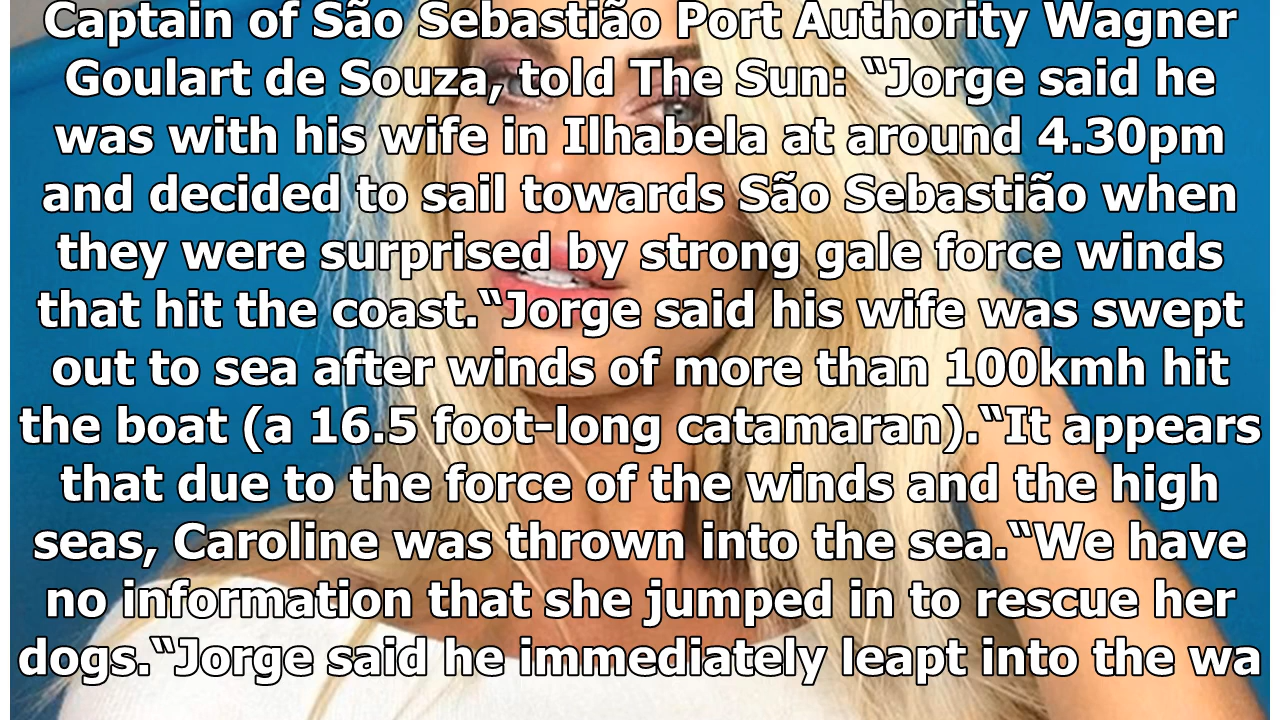 Captain of São Sebastião Port Authority Wagner
Goulart de Souza, told The Sun: “Jorge said he
was with his wife in Ilhabela at around 4.30pm
and decided to sail towards São Sebastião when
they were surprised by strong gale force winds
that hit the coast.“Jorge said his wife was swept
out to sea after winds of more than 100kmh hit
the boat (a 16.5 foot-long catamaran).“It appears
that due to the force of the winds and the high
seas, Caroline was thrown into the sea.“We have
no information that she jumped in to rescue her
dogs.“Jorge said he immediately leapt into the wa